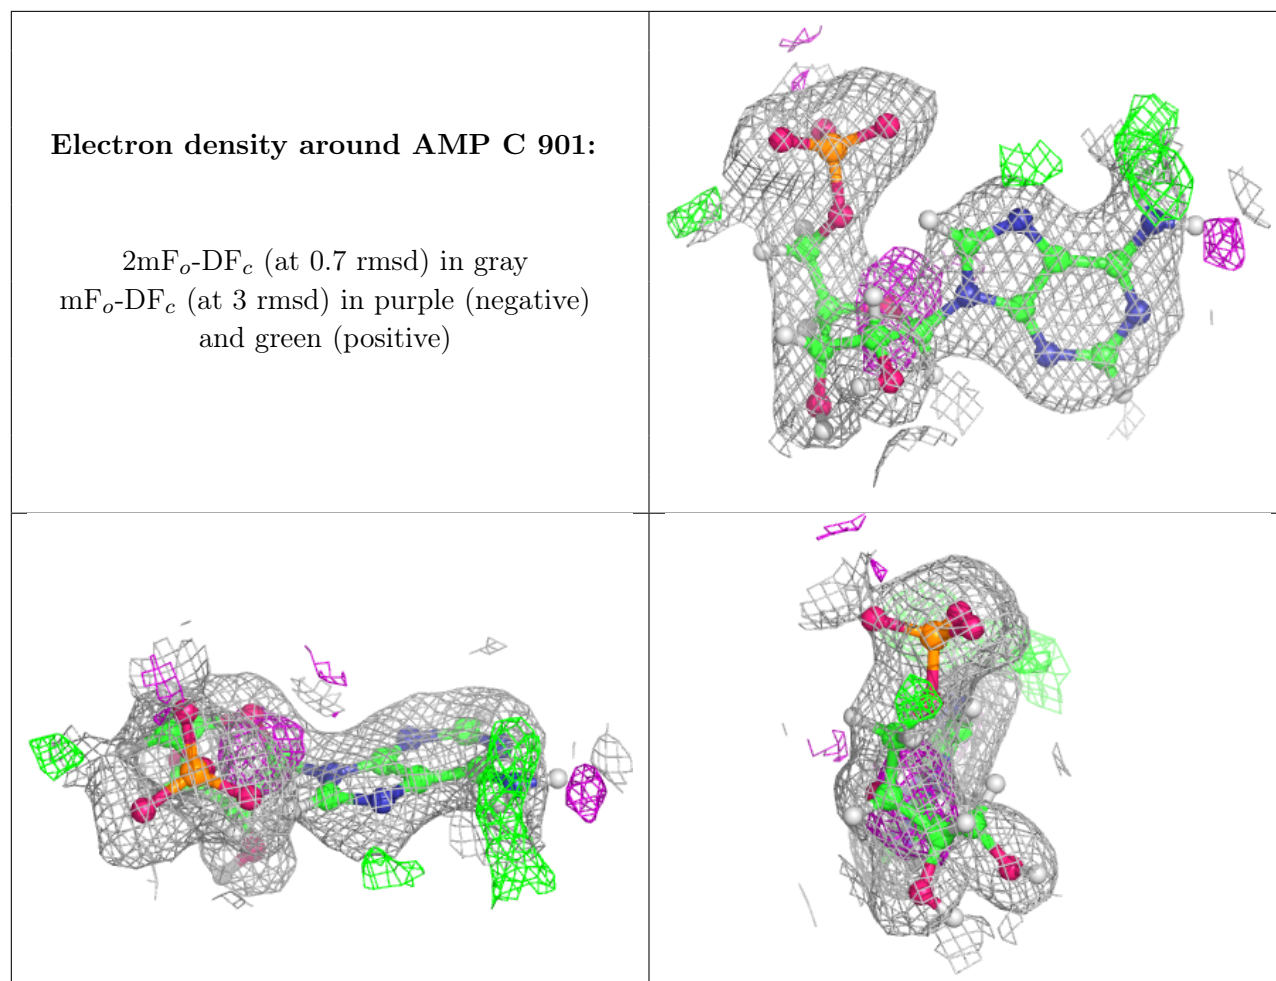 Electron density around AMP C 901:
2mFo-DFc (at 0.7 rmsd) in gray
mFo-DFc (at 3 rmsd) in purple (negative)
and green (positive)